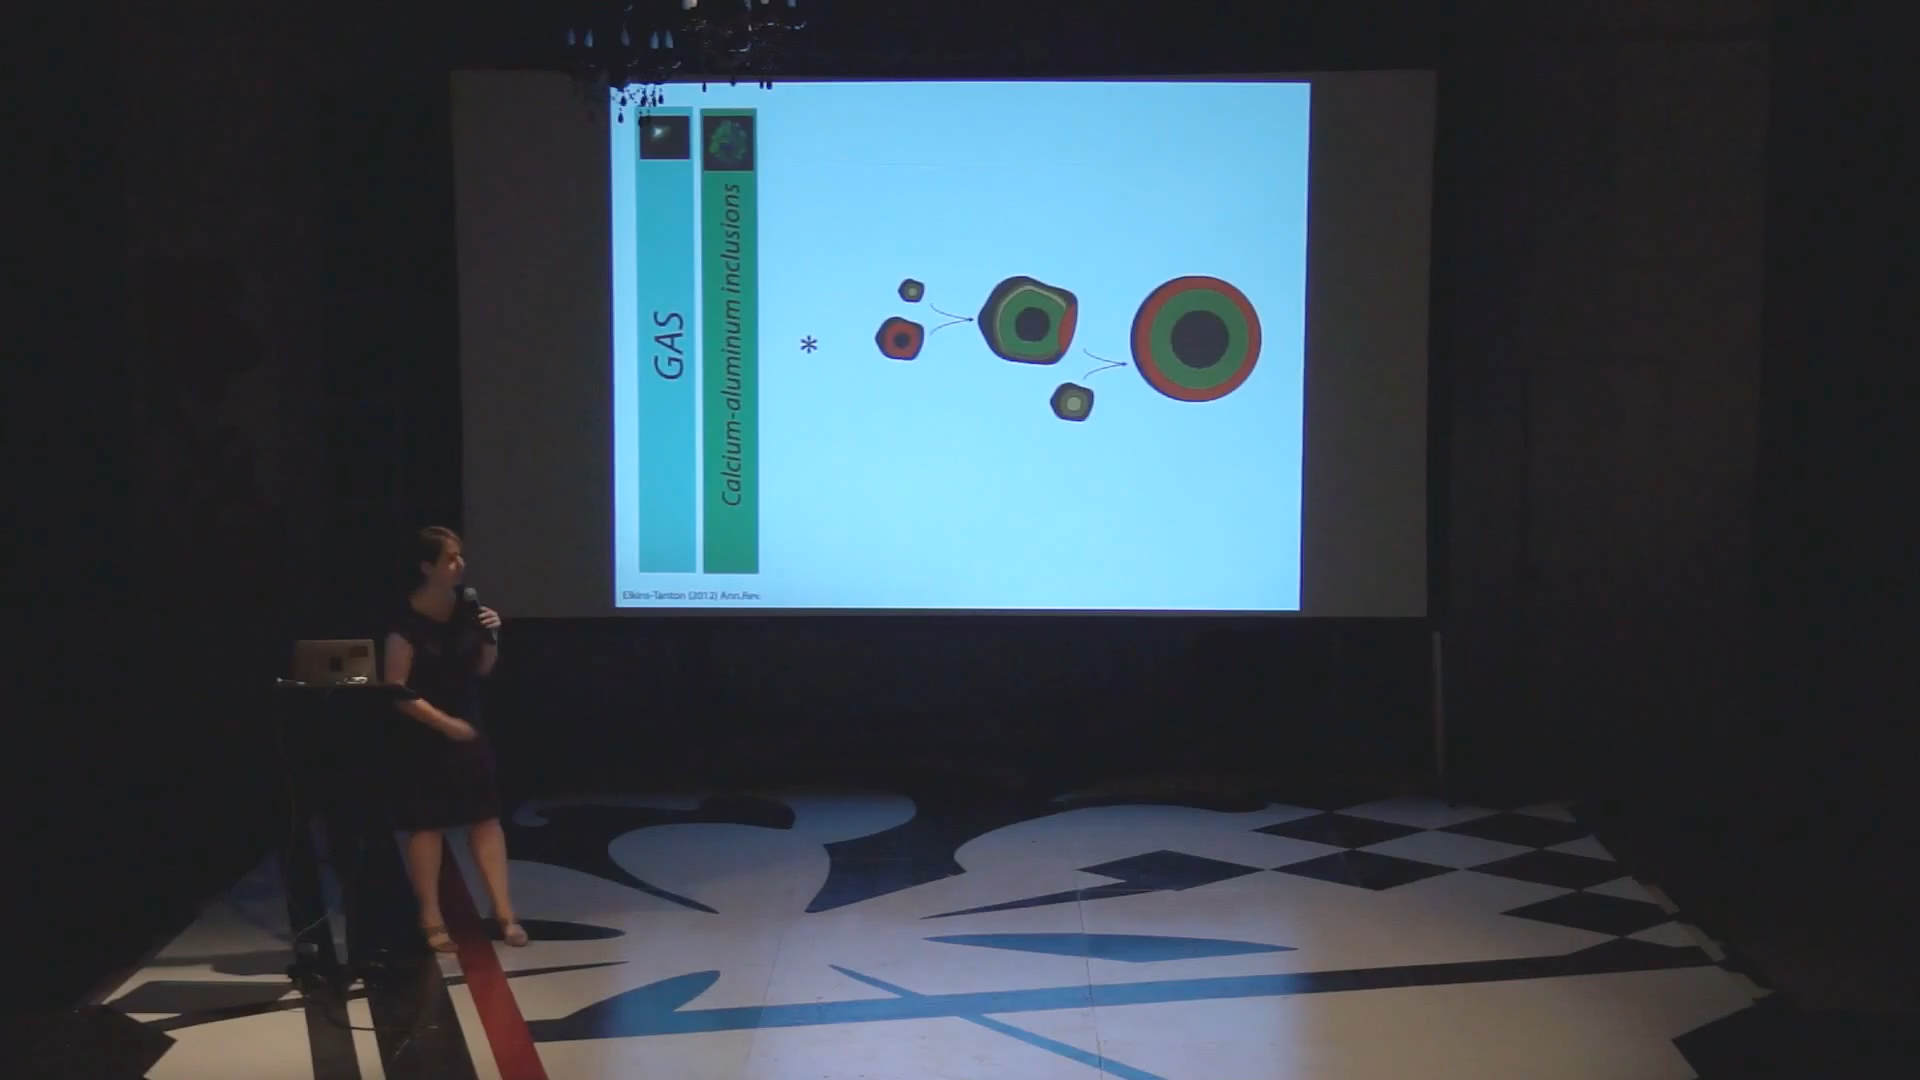 GAS
Calcium-aluminum inclusions
*
Elkins-Tanton (2012) Ann.Rev.